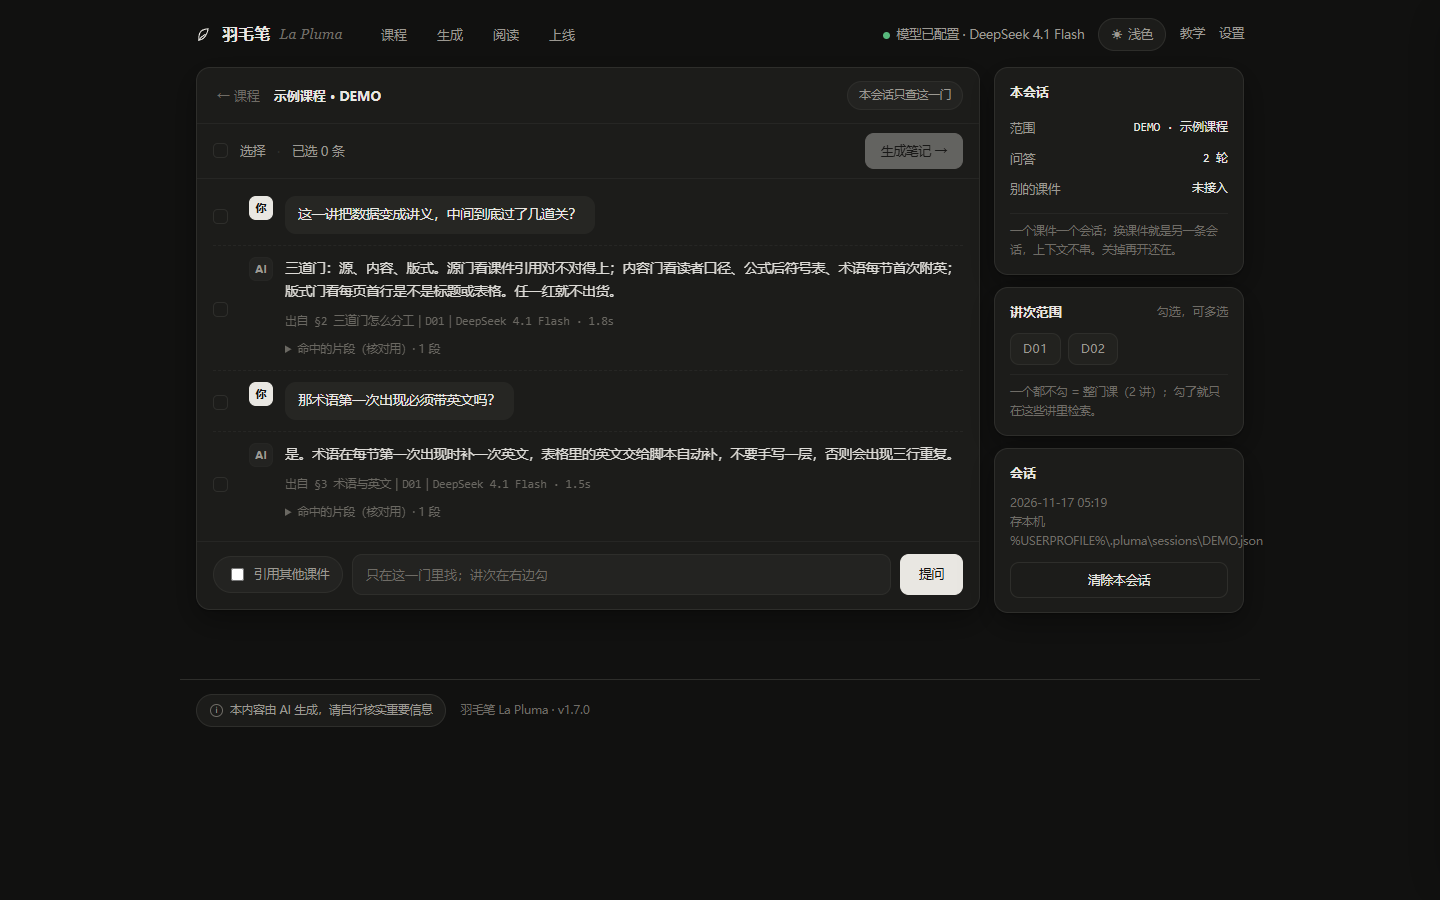 羽毛笔 La Pluma 课程 生成 阅读 上线 模型已配置 · DeepSeek 4.1 Flash ☀ 浅色 教学 设置
← 课程 示例课程 • DEMO 本会话只查这一门
选择 · 已选 0 条 生成笔记 →
你 这一讲把数据变成讲义，中间到底过了几道关？
AI 三道门：源、内容、版式。源门看课件引用对不对得上；内容门看读者口径、公式后符号表、术语每节首次附英；
版式门看每页首行是不是标题或表格。任一红就不出货。
出自 §2 三道门怎么分工 | D01 | DeepSeek 4.1 Flash · 1.8s
▶ 命中的片段（核对用）· 1 段
你 那术语第一次出现必须带英文吗？
AI 是。术语在每节第一次出现时补一次英文，表格里的英文交给脚本自动补，不要手写一层，否则会出现三行重复。
出自 §3 术语与英文 | D01 | DeepSeek 4.1 Flash · 1.5s
▶ 命中的片段（核对用）· 1 段
引用其他课件 只在这一门里找；讲次在右边勾 提问
本会话
范围 DEMO · 示例课程
问答 2 轮
别的课件 未接入
一个课件一个会话；换课件就是另一条会
话，上下文不串。关掉再开还在。
讲次范围 勾选，可多选
D01 D02
一个都不勾 = 整门课（2 讲）；勾了就只
在这些讲里检索。
会话
2026-11-17 05:19
存本机
%USERPROFILE%\.pluma\sessions\DEMO.json
清除本会话
本内容由 AI 生成，请自行核实重要信息 羽毛笔 La Pluma · v1.7.0